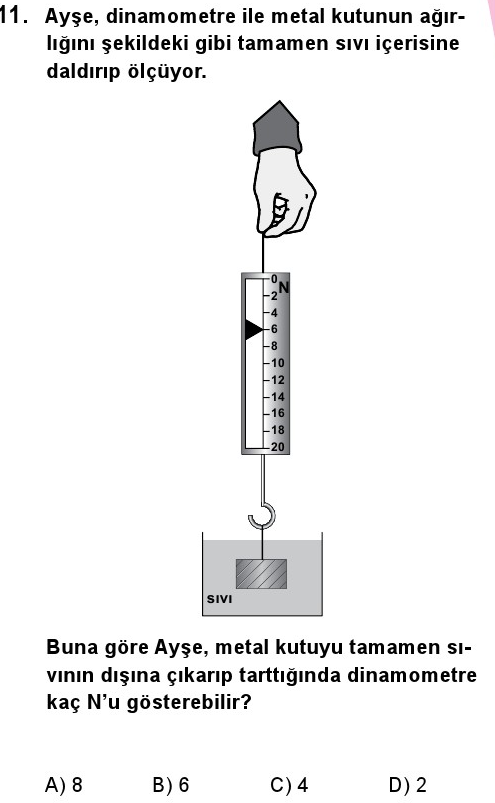 11. Ayşe, dinamometre ile metal kutunun ağır-
lığını şekildeki gibi tamamen sıvı içerisine
daldırıp ölçüyor.
0
N
2
4
6
8
10
12
14
16
18
20
SIVI
Buna göre Ayşe, metal kutuyu tamamen sı-
vının dışına çıkarıp tarttığında dinamometre
kaç N'u gösterebilir?
A) 8 B) 6 C) 4 D) 2